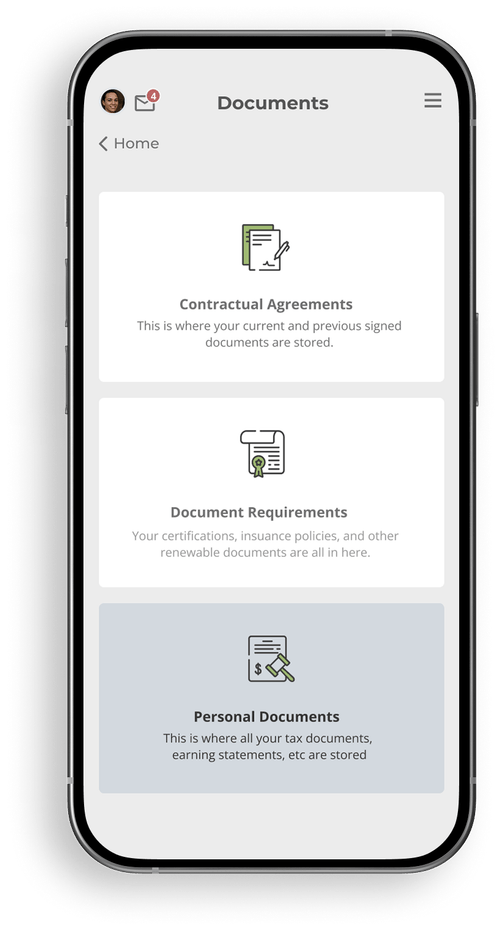 4
Documents
Home
Contractual Agreements
This is where your current and previous signed
documents are stored.
Document Requirements
Your certifications, insuance policies, and other
renewable documents are all in here.
$
Personal Documents
This is where all your tax documents,
earning statements, etc are stored